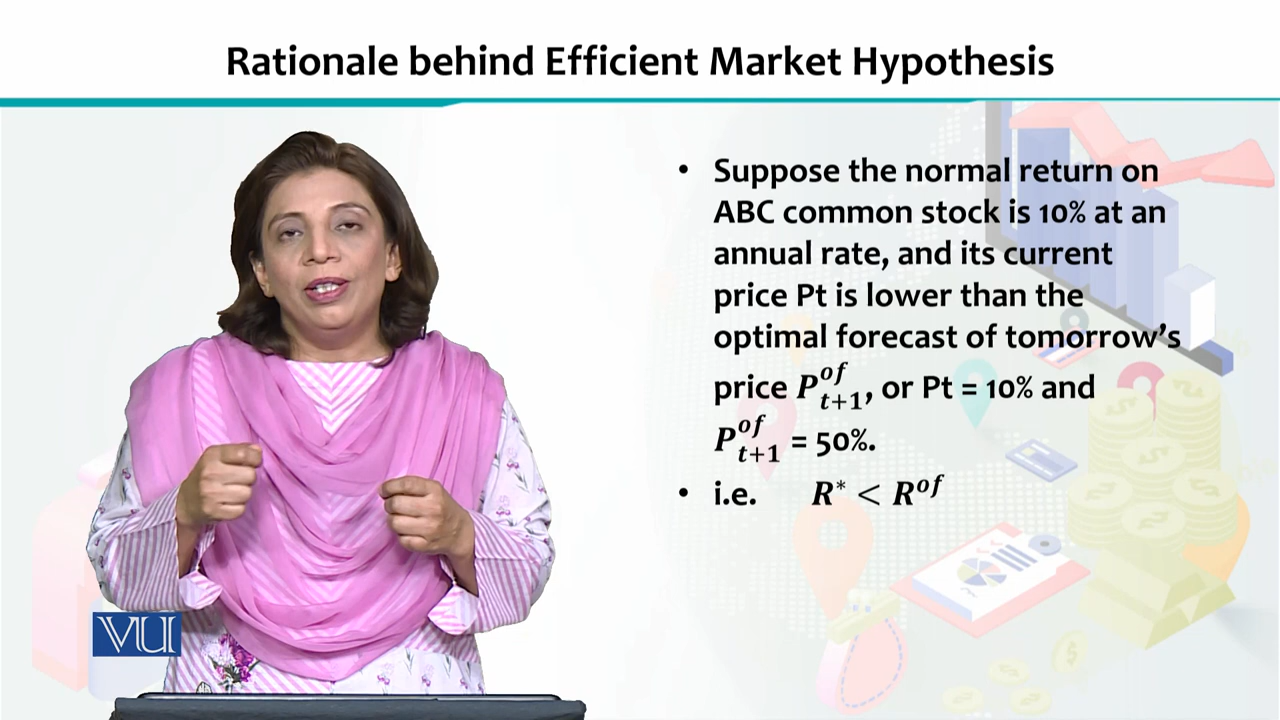 Rationale behind Efficient Market Hypothesis
• Suppose the normal return on
ABC common stock is 10% at an
annual rate, and its current
price Pt is lower than the
optimal forecast of tomorrow’s
price $P^{of}_{t+1}$, or Pt = 10% and
$P^{of}_{t+1}$ = 50%.
• i.e. $R^* < R^{of}$
VU